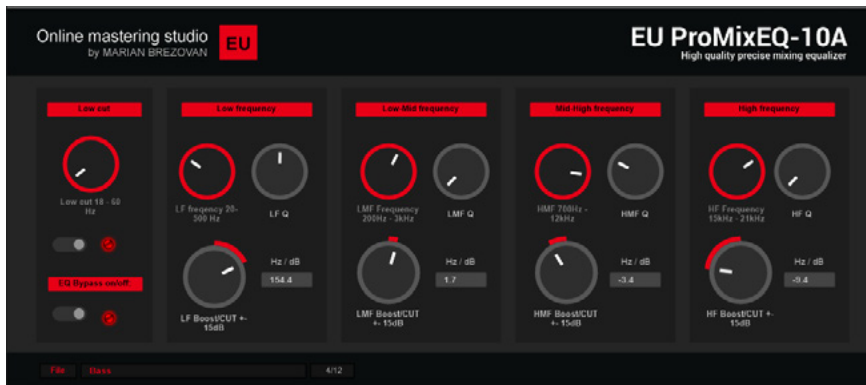 Online mastering studio
by MARIAN BREZOVAN
EU
EU ProMixEQ-10A
High quality precise mixing equalizer
Low cut
Low frequency
Low-Mid frequency
Mid-High frequency
High frequency
Low cut 18 - 60
Hz
LF freqency 20-
500 Hz
LF Q
LMF Frequency
200Hz - 3kHz
LMF Q
HMF 700Hz -
12kHz
HMF Q
HF Frequency
15kHz - 21kHz
HF Q
EQ Bypass on/off
Hz / dB
154.4
Hz / dB
1.7
Hz / dB
-3.4
Hz / dB
-9.4
LF Boost/CUT +-
15dB
LMF Boost/CUT
+- 15dB
HMF Boost/CUT
+- 15dB
HF Boost/CUT +-
15dB
File
Bass
4/12